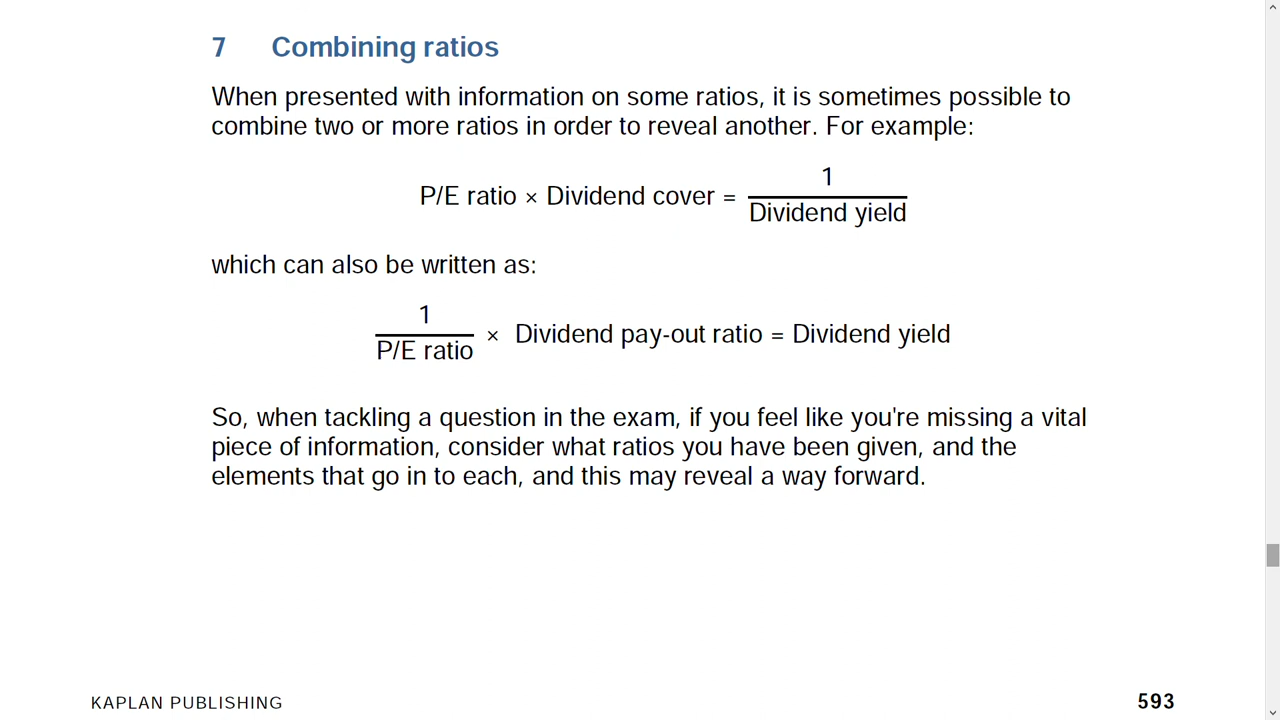 7 Combining ratios
When presented with information on some ratios, it is sometimes possible to
combine two or more ratios in order to reveal another. For example:
P/E ratio × Dividend cover = 1 / Dividend yield
which can also be written as:
1 / P/E ratio × Dividend pay-out ratio = Dividend yield
So, when tackling a question in the exam, if you feel like you're missing a vital
piece of information, consider what ratios you have been given, and the
elements that go in to each, and this may reveal a way forward.
KAPLAN PUBLISHING 593